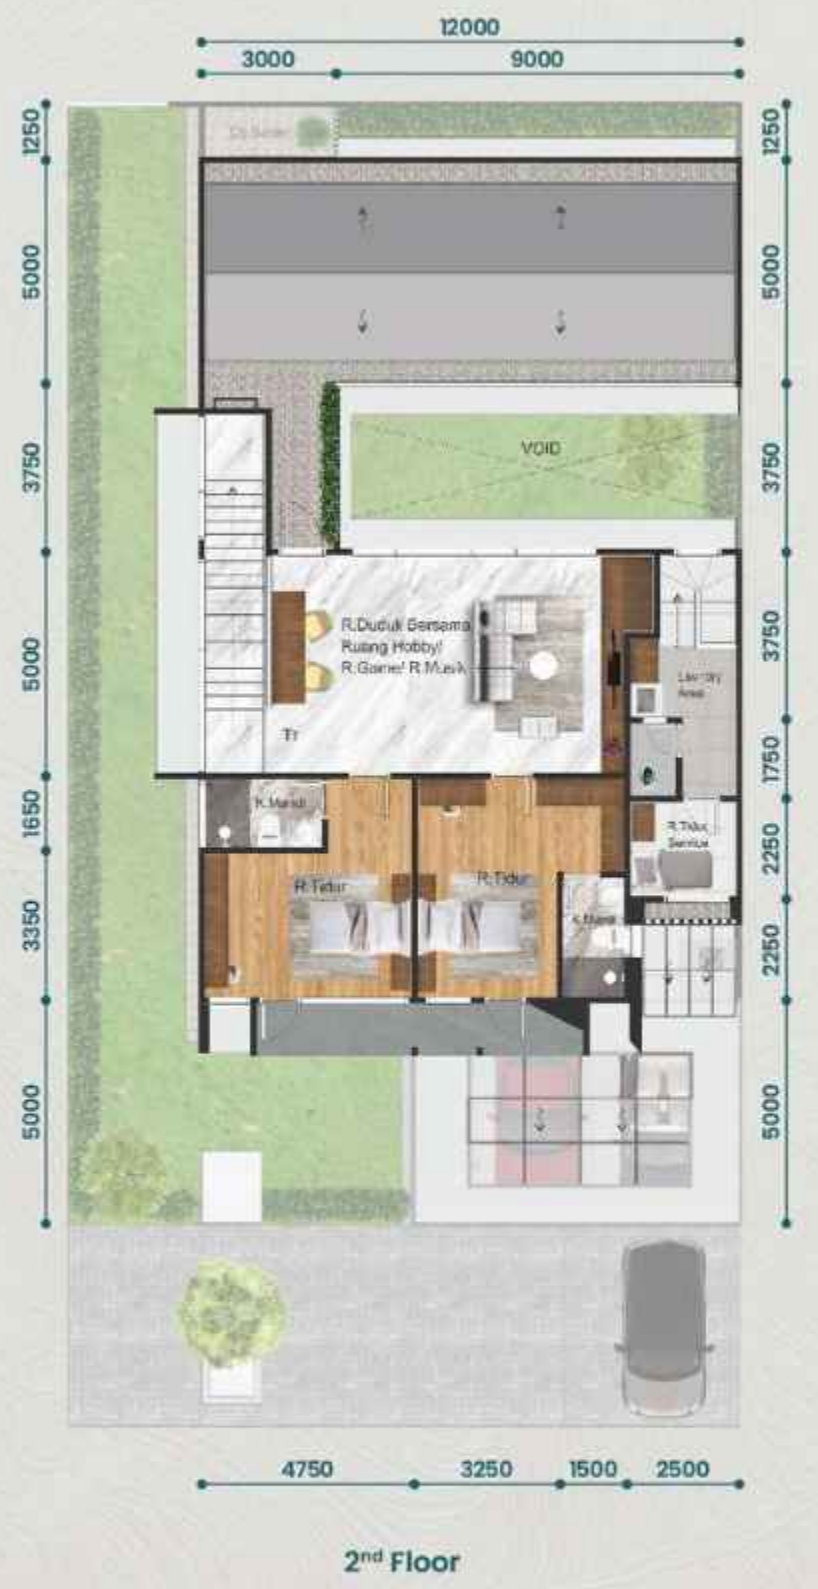 12000
3000
9000
1250
1250
5000
5000
VOID
3750
3750
R.Duduk Bersama
Ruang Hobby/
R.Game/ R.Musik
5000
3750
Laundry
Area
Tr
1750
K.Mandi
1650
R.Tidur
2250
R.Tidur
R.Tidur
K.Mandi
3350
2250
5000
5000
4750
3250
1500
2500
2nd Floor